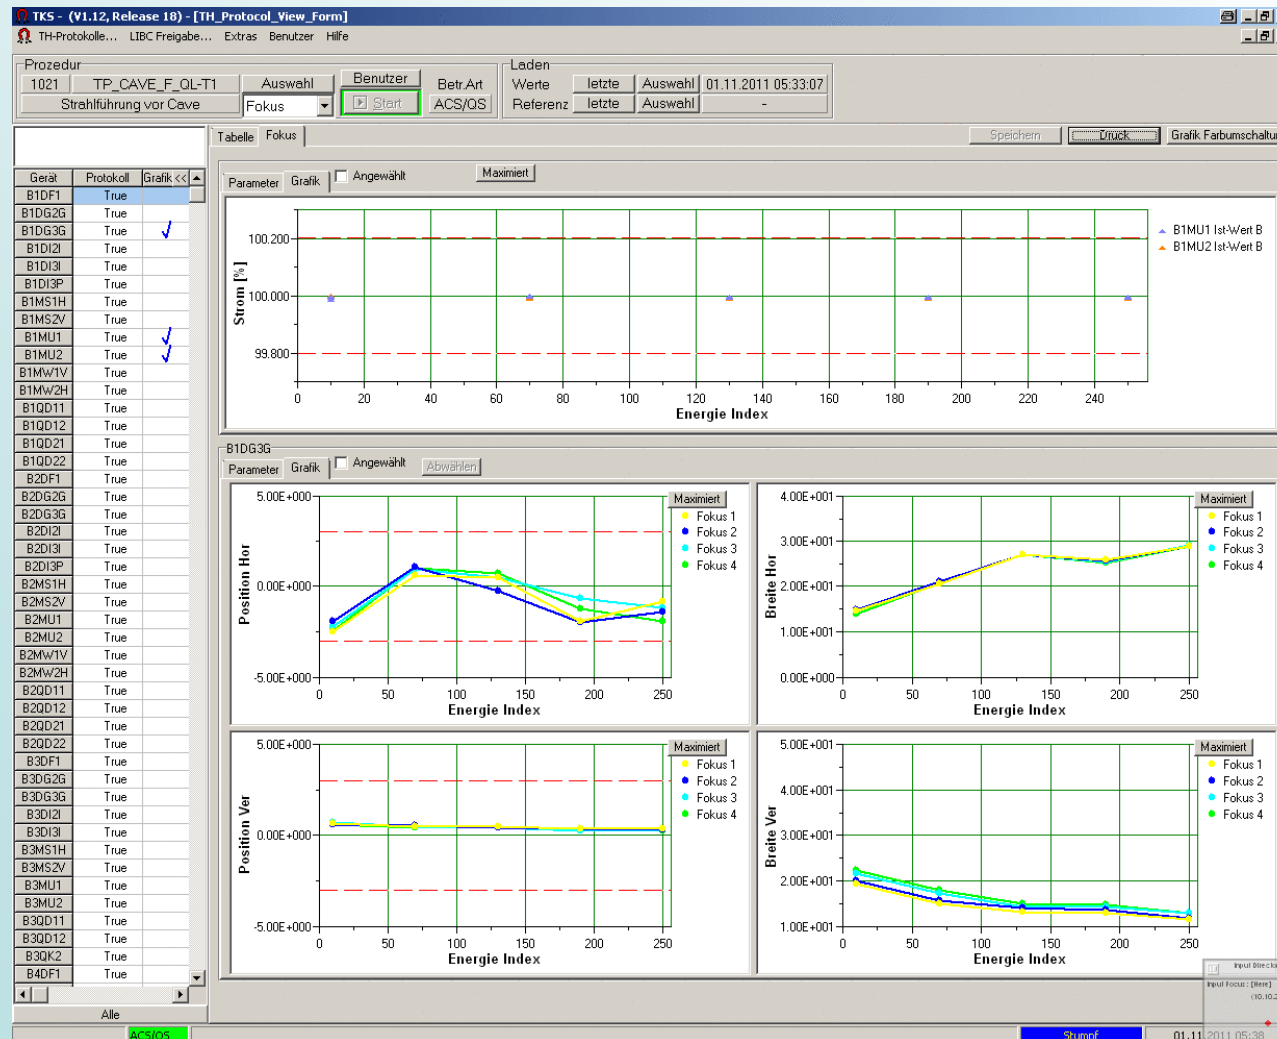 TKS - (V1.12, Release 18) - [TH_Protocol_View_Form]
TH-Protokolle... LIBC Freigabe... Extras Benutzer Hilfe
Prozedur
1021 TP_CAVE_F_QL-T1 Auswahl Benutzer Betr.Art
Strahlführung vor Cave Fokus Start ACS/QS
Laden
Werte letzte Auswahl 01.11.2011 05:33:07
Referenz letzte Auswahl -
Tabelle Fokus
Speichern Druck Grafik Farbumschaltun
Gerät Protokoll Grafik <<
B1DF1 True
B1DG2G True
B1DG3G True
B1DI2I True
B1DI3I True
B1DI3P True
B1MS1H True
B1MS2V True
B1MU1 True
B1MU2 True
B1MW1V True
B1MW2H True
B1QD11 True
B1QD12 True
B1QD21 True
B1QD22 True
B2DF1 True
B2DG2G True
B2DG3G True
B2DI2I True
B2DI3I True
B2DI3P True
B2MS1H True
B2MS2V True
B2MU1 True
B2MU2 True
B2MW1V True
B2MW2H True
B2QD11 True
B2QD12 True
B2QD21 True
B2QD22 True
B3DF1 True
B3DG2G True
B3DG3G True
B3DI2I True
B3DI3I True
B3MS1H True
B3MS2V True
B3MU1 True
B3MU2 True
B3QD11 True
B3QD12 True
B3QK2 True
B4DF1 True
Alle
Parameter Grafik Angewählt Maximiert
Strom [%]
100.200
100.000
99.800
0 20 40 60 80 100 120 140 160 180 200 220 240
Energie Index
B1MU1 Ist-Wert B
B1MU2 Ist-Wert B
B1DG3G
Parameter Grafik Angewählt Abwählen
Position Hor
5.00E+000
0.00E+000
-5.00E+000
0 50 100 150 200 250
Energie Index
Maximiert
Fokus 1
Fokus 2
Fokus 3
Fokus 4
Breite Hor
4.00E+001
3.00E+001
2.00E+001
1.00E+001
0.00E+000
0 50 100 150 200 250
Energie Index
Maximiert
Fokus 1
Fokus 2
Fokus 3
Fokus 4
Position Ver
5.00E+000
0.00E+000
-5.00E+000
0 50 100 150 200 250
Energie Index
Maximiert
Fokus 1
Fokus 2
Fokus 3
Fokus 4
Breite Ver
5.00E+001
4.00E+001
3.00E+001
2.00E+001
1.00E+001
0 50 100 150 200 250
Energie Index
Maximiert
Fokus 1
Fokus 2
Fokus 3
Fokus 4
Input Director
Input Focus: [Here]
(10.10.2
ACS/QS Stumpf 01.11.2011 05:38